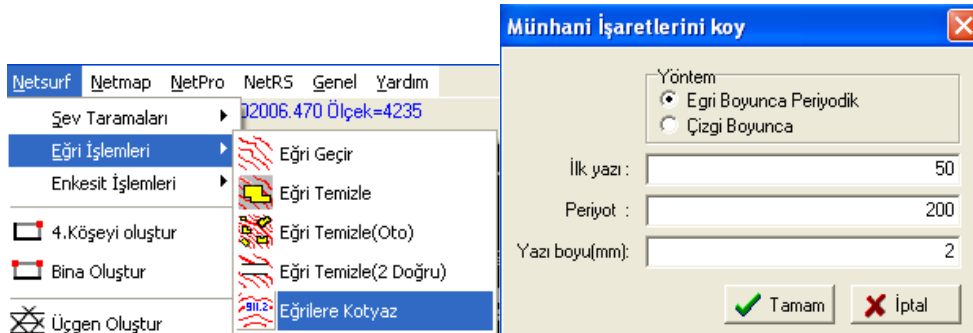 Netsurf Netmap NetPro NetRS Genel Yardım
02006.470 Ölçek=4235
Şev Taramaları
Eğri İşlemleri
Enkesit İşlemleri
4.Köşeyi oluştur
Bina Oluştur
Üçgen Oluştur
Eğri Geçir
Eğri Temizle
Eğri Temizle(Oto)
Eğri Temizle(2 Doğru)
911.2
Eğrilere Kotyaz
Münhani İşaretlerini koy
Yöntem
Egri Boyunca Periyodik
Çizgi Boyunca
İlk yazı : 50
Periyot : 200
Yazı boyu(mm): 2
Tamam İptal